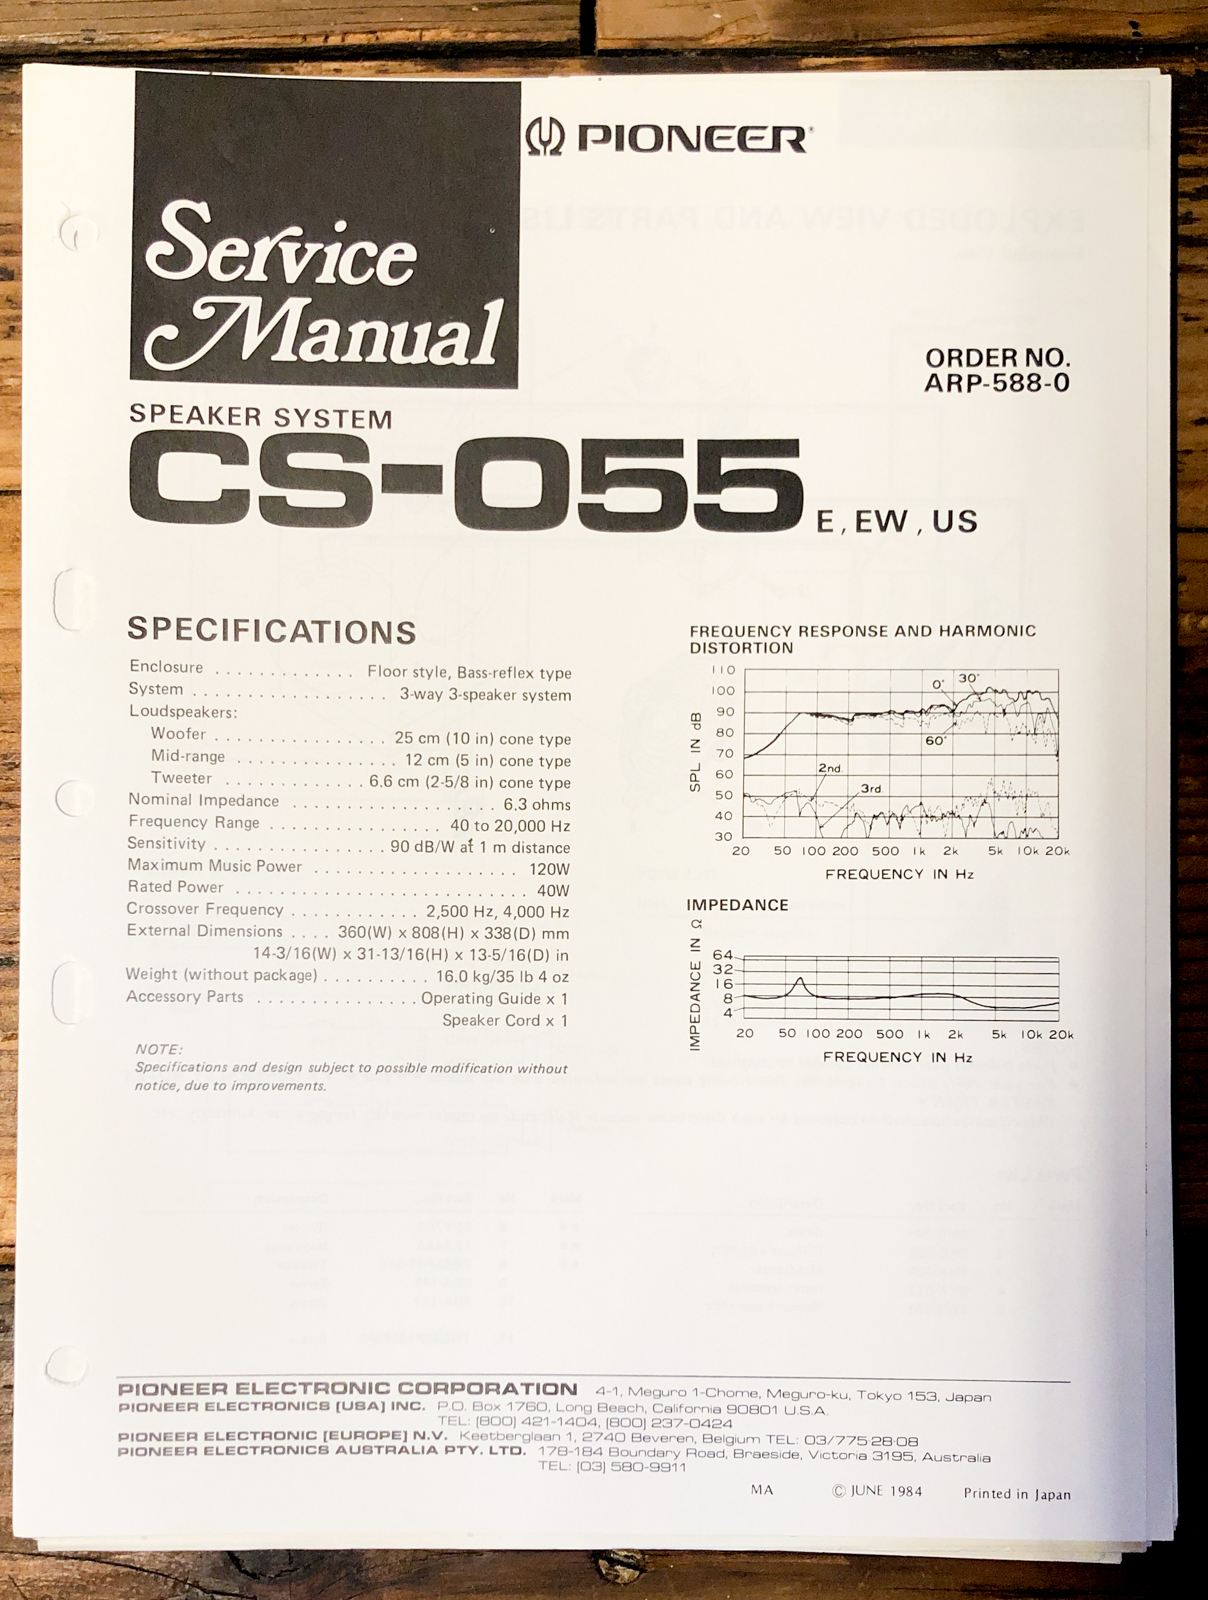 PIONEER
Service
Manual
ORDER NO.
ARP-588-0
SPEAKER SYSTEM
CS-055 E, EW, US
SPECIFICATIONS
Enclosure . . . . . . . . . . . . . Floor style, Bass-reflex type
System . . . . . . . . . . . . . . . . . . 3-way 3-speaker system
Loudspeakers:
Woofer . . . . . . . . . . . . . . . . 25 cm (10 in) cone type
Mid-range . . . . . . . . . . . . . . . 12 cm (5 in) cone type
Tweeter . . . . . . . . . . . . . 6.6 cm (2-5/8 in) cone type
Nominal Impedance . . . . . . . . . . . . . . . . . . . 6.3 ohms
Frequency Range . . . . . . . . . . . . . . . . 40 to 20,000 Hz
Sensitivity . . . . . . . . . . . . . . . . 90 dB/W at 1 m distance
Maximum Music Power . . . . . . . . . . . . . . . . . . . 120W
Rated Power . . . . . . . . . . . . . . . . . . . . . . . . . . . 40W
Crossover Frequency . . . . . . . . . . . . 2,500 Hz, 4,000 Hz
External Dimensions . . . . 360(W) x 808(H) x 338(D) mm
14-3/16(W) x 31-13/16(H) x 13-5/16(D) in
Weight (without package) . . . . . . . . . . 16.0 kg/35 lb 4 oz
Accessory Parts . . . . . . . . . . . . . . . Operating Guide x 1
Speaker Cord x 1
NOTE:
Specifications and design subject to possible modification without
notice, due to improvements.
FREQUENCY RESPONSE AND HARMONIC
DISTORTION
SPL IN dB
110
100
90
80
70
60
50
40
30
0°
30°
60°
2nd.
3rd
20 50 100 200 500 1k 2k 5k 10k 20k
FREQUENCY IN Hz
IMPEDANCE
IMPEDANCE IN Ω
64
32
16
8
4
20 50 100 200 500 1k 2k 5k 10k 20k
FREQUENCY IN Hz
PIONEER ELECTRONIC CORPORATION 4-1, Meguro 1-Chome, Meguro-ku, Tokyo 153, Japan
PIONEER ELECTRONICS [USA] INC. P.O. Box 1760, Long Beach, California 90801 U.S.A.
TEL: [800] 421-1404, [800] 237-0424
PIONEER ELECTRONIC [EUROPE] N.V. Keetberglaan 1, 2740 Beveren, Belgium TEL: 03/775·28·08
PIONEER ELECTRONICS AUSTRALIA PTY. LTD. 178-184 Boundary Road, Braeside, Victoria 3195, Australia
TEL: [03] 580-9911
MA © JUNE 1984 Printed in Japan